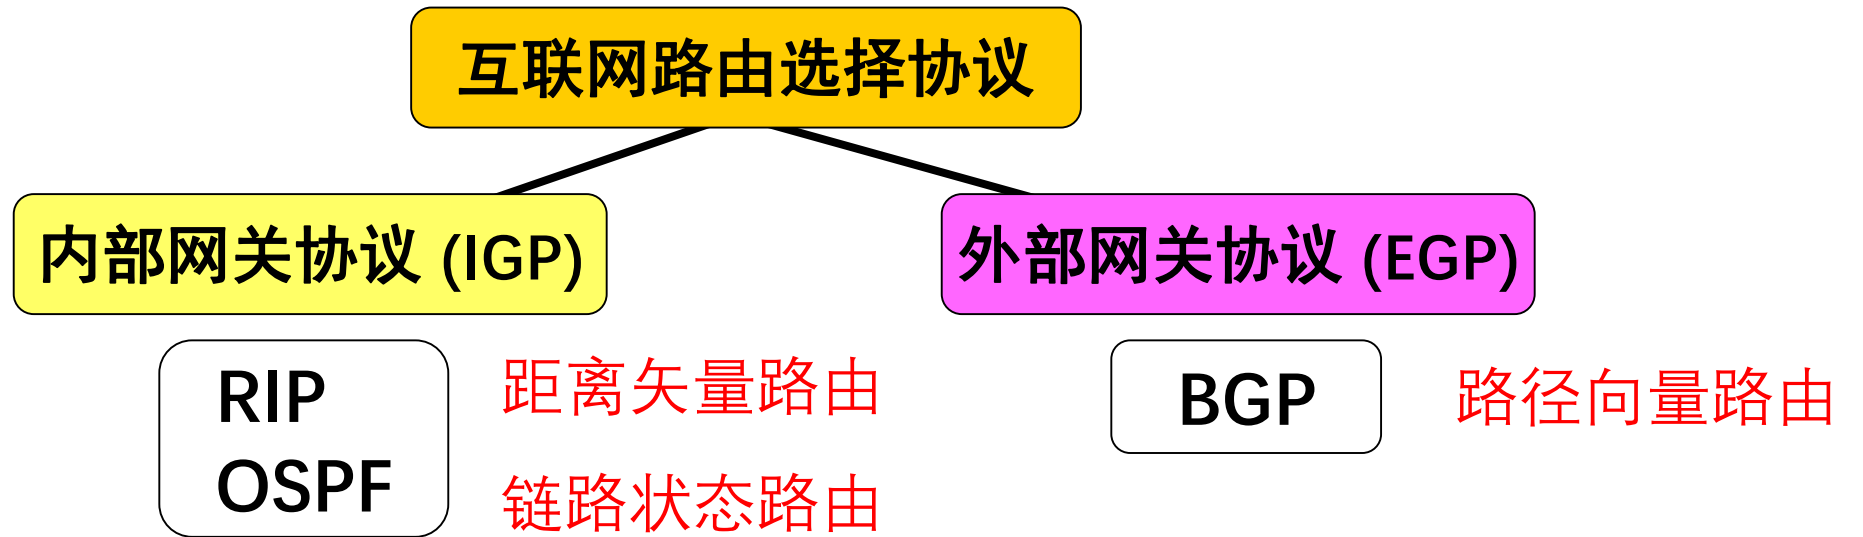 互联网路由选择协议
内部网关协议 (IGP)
外部网关协议 (EGP)
RIP
距离矢量路由
OSPF
链路状态路由
BGP
路径向量路由